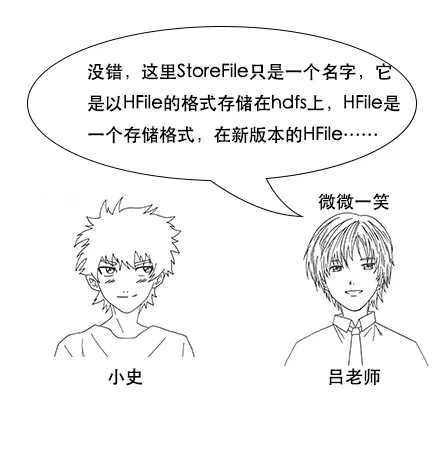 没错，这里StoreFile只是一个名字，它
是以HFile的格式存储在hdfs上，HFile是
一个存储格式，在新版本的HFile……
微微一笑
小史
吕老师